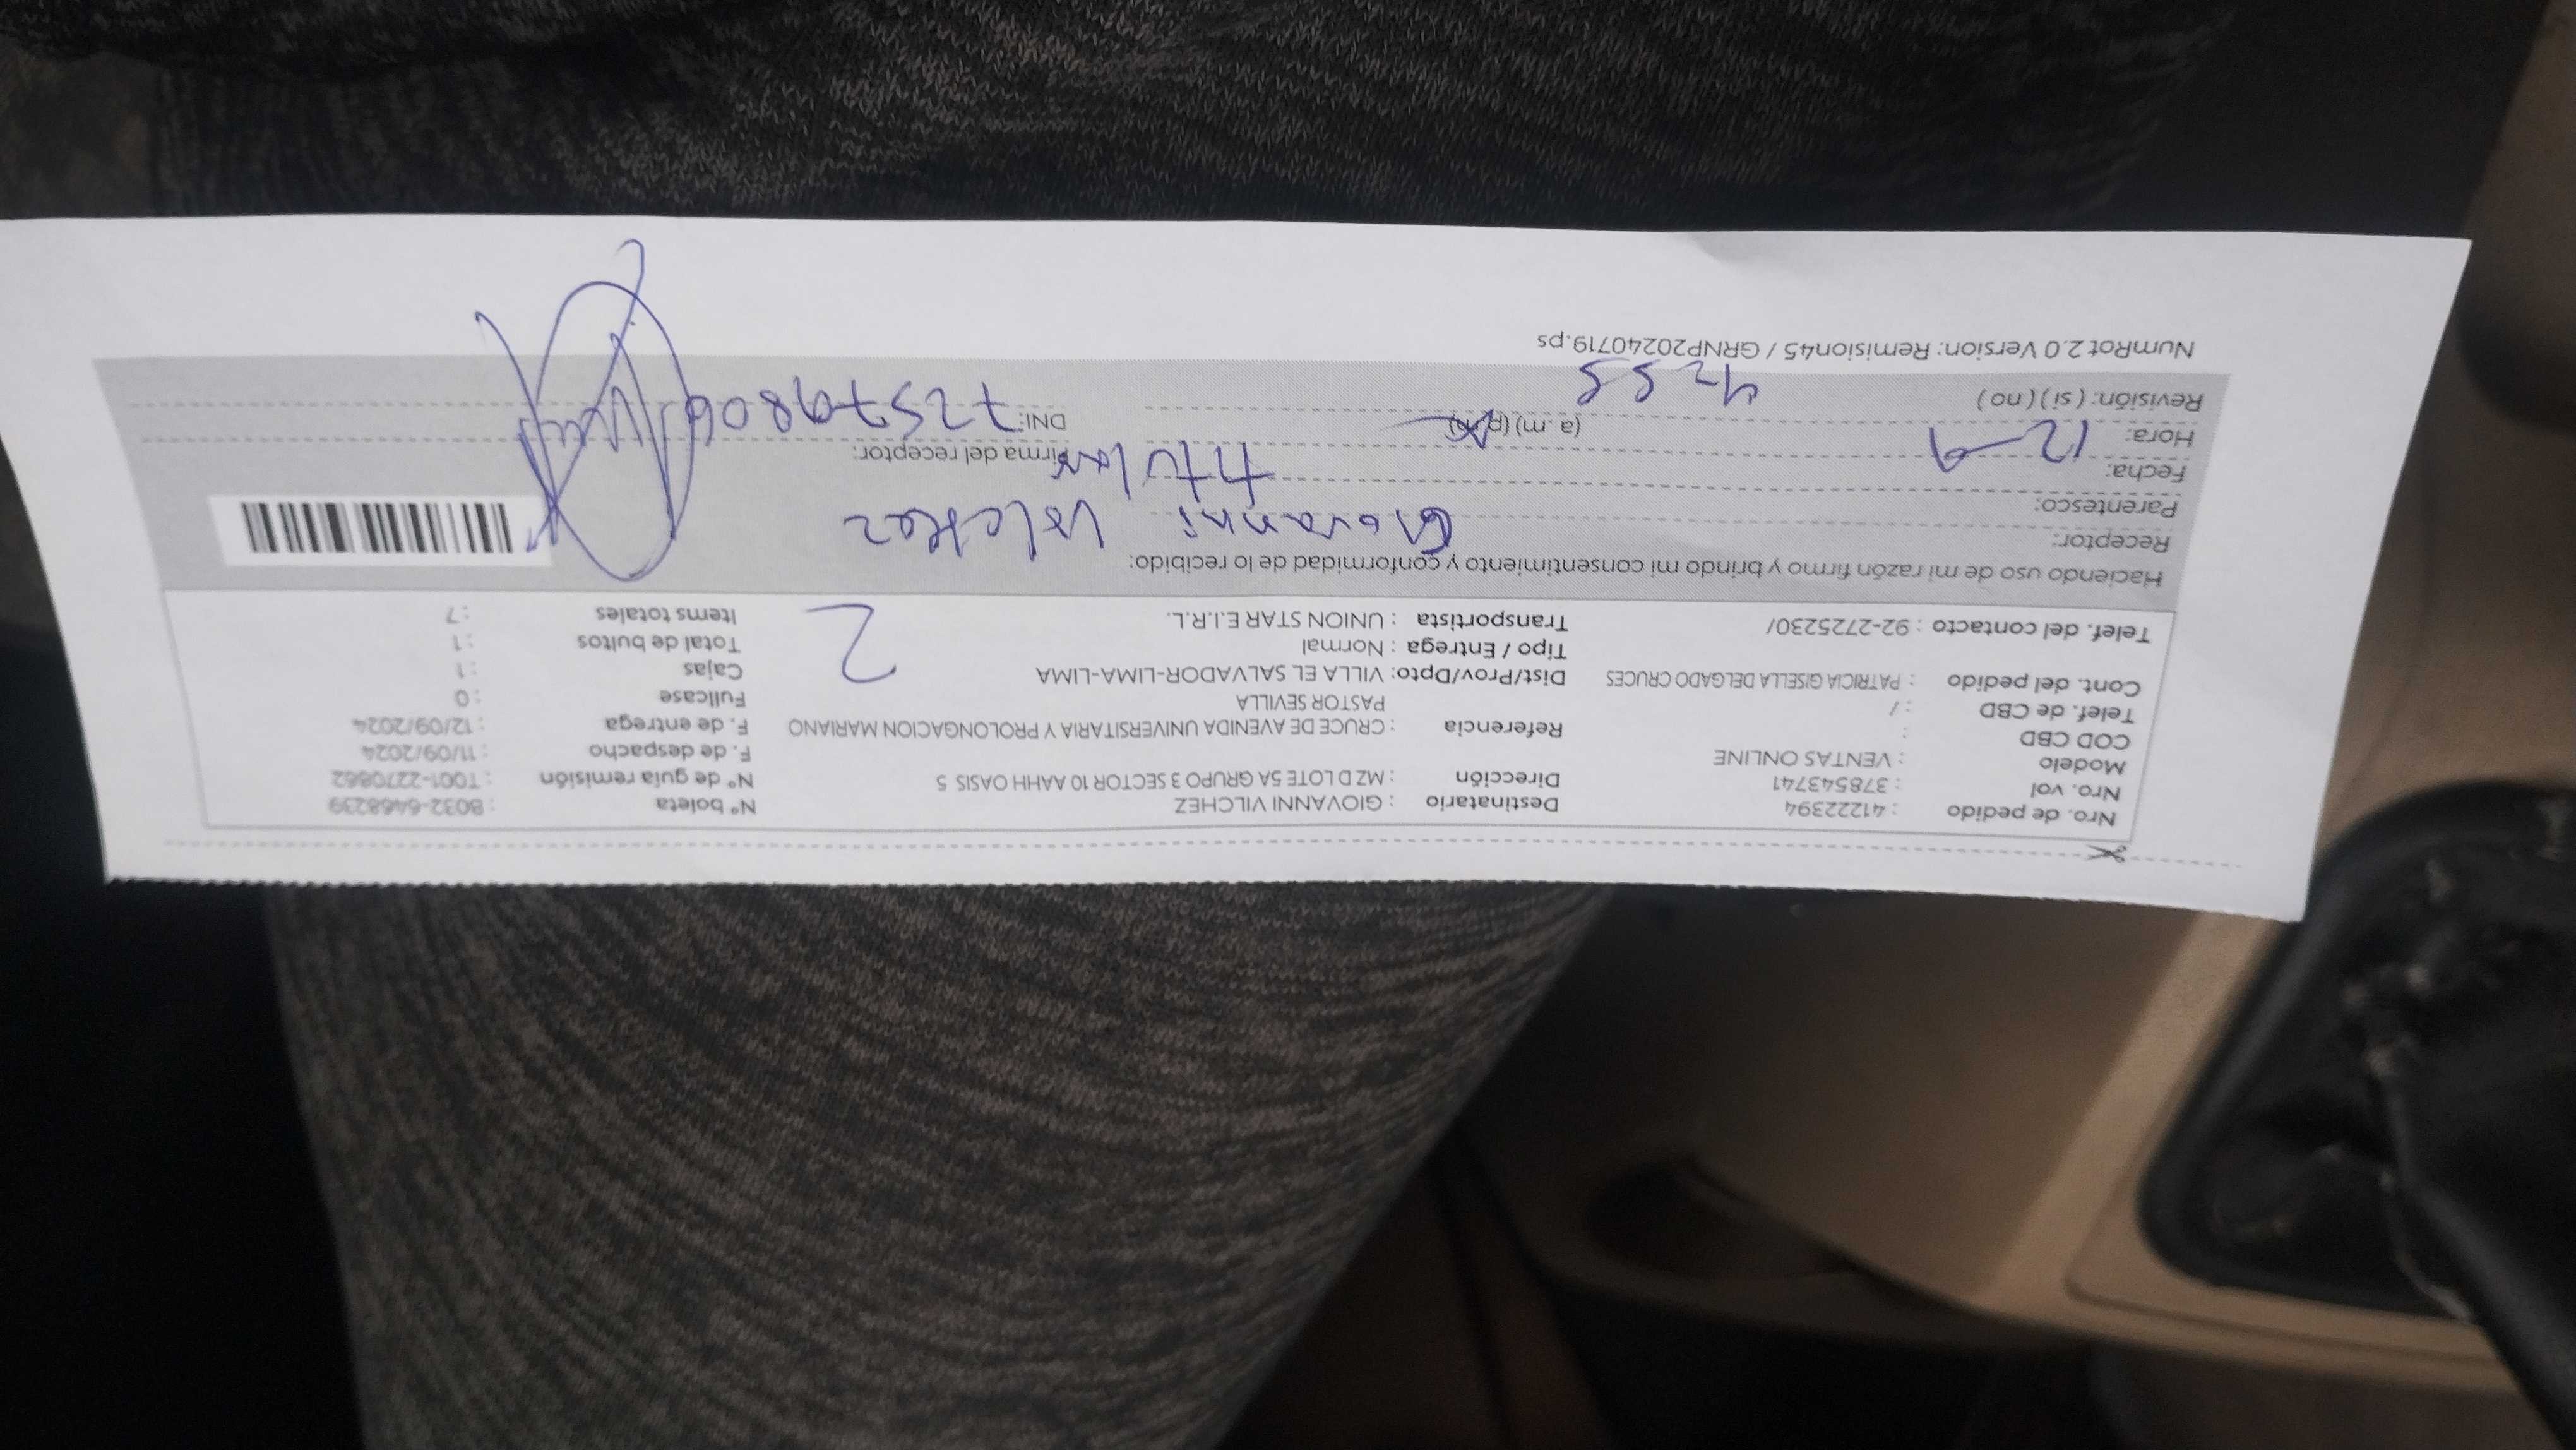 Nro. de pedido : 41222394
Nro. vol : 378543741
Modelo : VENTAS ONLINE
COD CBD :
Telef. de CBD : /
Cont. del pedido : PATRICIA GISELLA DELGADO CRUCES
Telef. del contacto : 92-2725230/
Destinatario : GIOVANNI VILCHEZ
Dirección : MZ D LOTE 5A GRUPO 3 SECTOR 10 AAHH OASIS 5
Referencia : CRUCE DE AVENIDA UNIVERSITARIA Y PROLONGACION MARIANO
PASTOR SEVILLA
Dist/Prov/Dpto: VILLA EL SALVADOR-LIMA-LIMA
Tipo / Entrega : Normal
Transportista : UNION STAR E.I.R.L.
N° boleta : B032-6468239
N° de guía remisión : T001-2270862
F. de despacho : 11/09/2024
F. de entrega : 12/09/2024
Fullcase : 0
Cajas : 1
Total de bultos : 1
Items totales : 7
2
Haciendo uso de mi razón firmo y brindo mi consentimiento y conformidad de lo recibido:
Receptor: Giovanni Vilchez
Parentesco: titular
Fecha: 12-9
Hora: (a.m) (p.m)
Revisión: ( si ) ( no )
Firma del receptor:
DNI: 72579806
NumRot 2.0 Version: Remision45 / GRNP20240719.ps